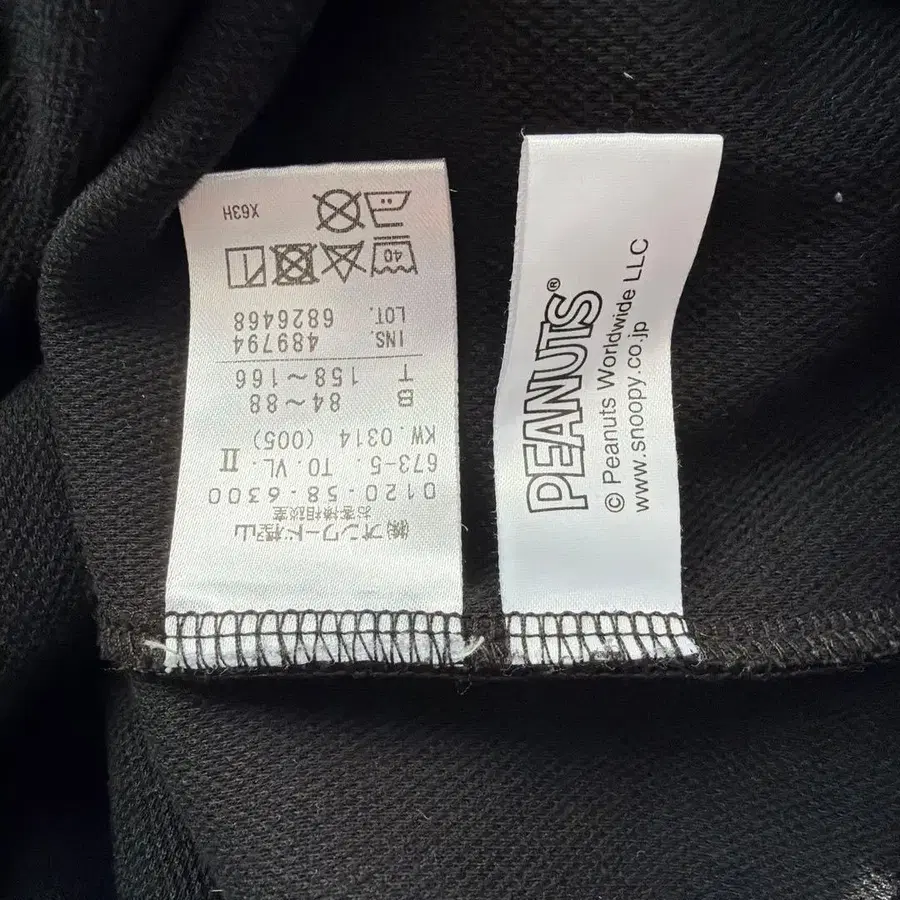 ㈱オンワード樫山
お客様相談室
0120-58-6300
673-5. TO. VL. II
KW. 0314 (005)
B 84～88
T 158～166
INS. 489794
LOT. 6826468
40
X63H
PEANUTS®
© Peanuts Worldwide LLC
www.snoopy.co.jp